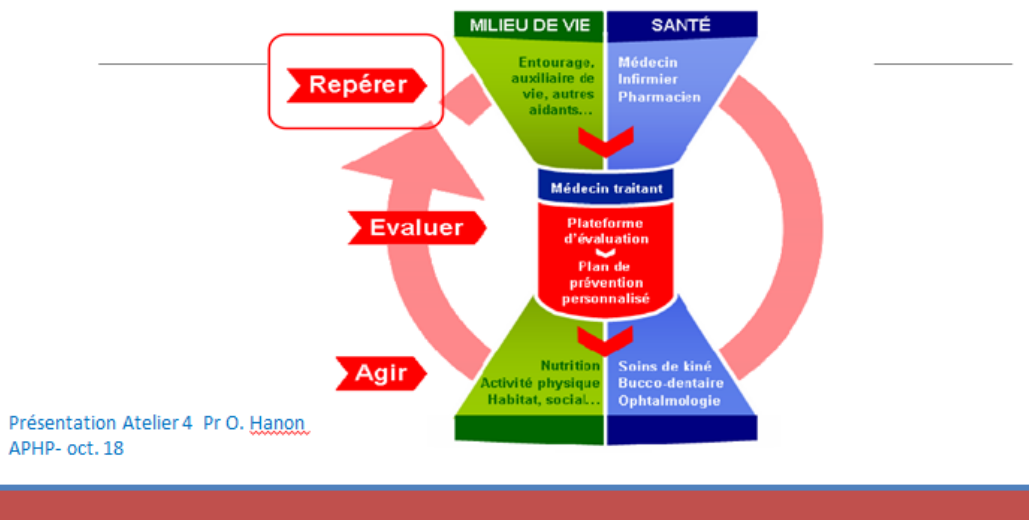 MILIEU DE VIE
SANTÉ
Repérer
Entourage,
auxiliaire de
vie, autres
aidants...
Médecin
Infirmier
Pharmacien
Médecin traitant
Evaluer
Plateforme
d'évaluation
Plan de
prévention
personnalisé
Agir
Nutrition
Activité physique
Habitat, social...
Soins de kiné
Bucco-dentaire
Ophtalmologie
Présentation Atelier 4 Pr O. Hanon
APHP- oct. 18